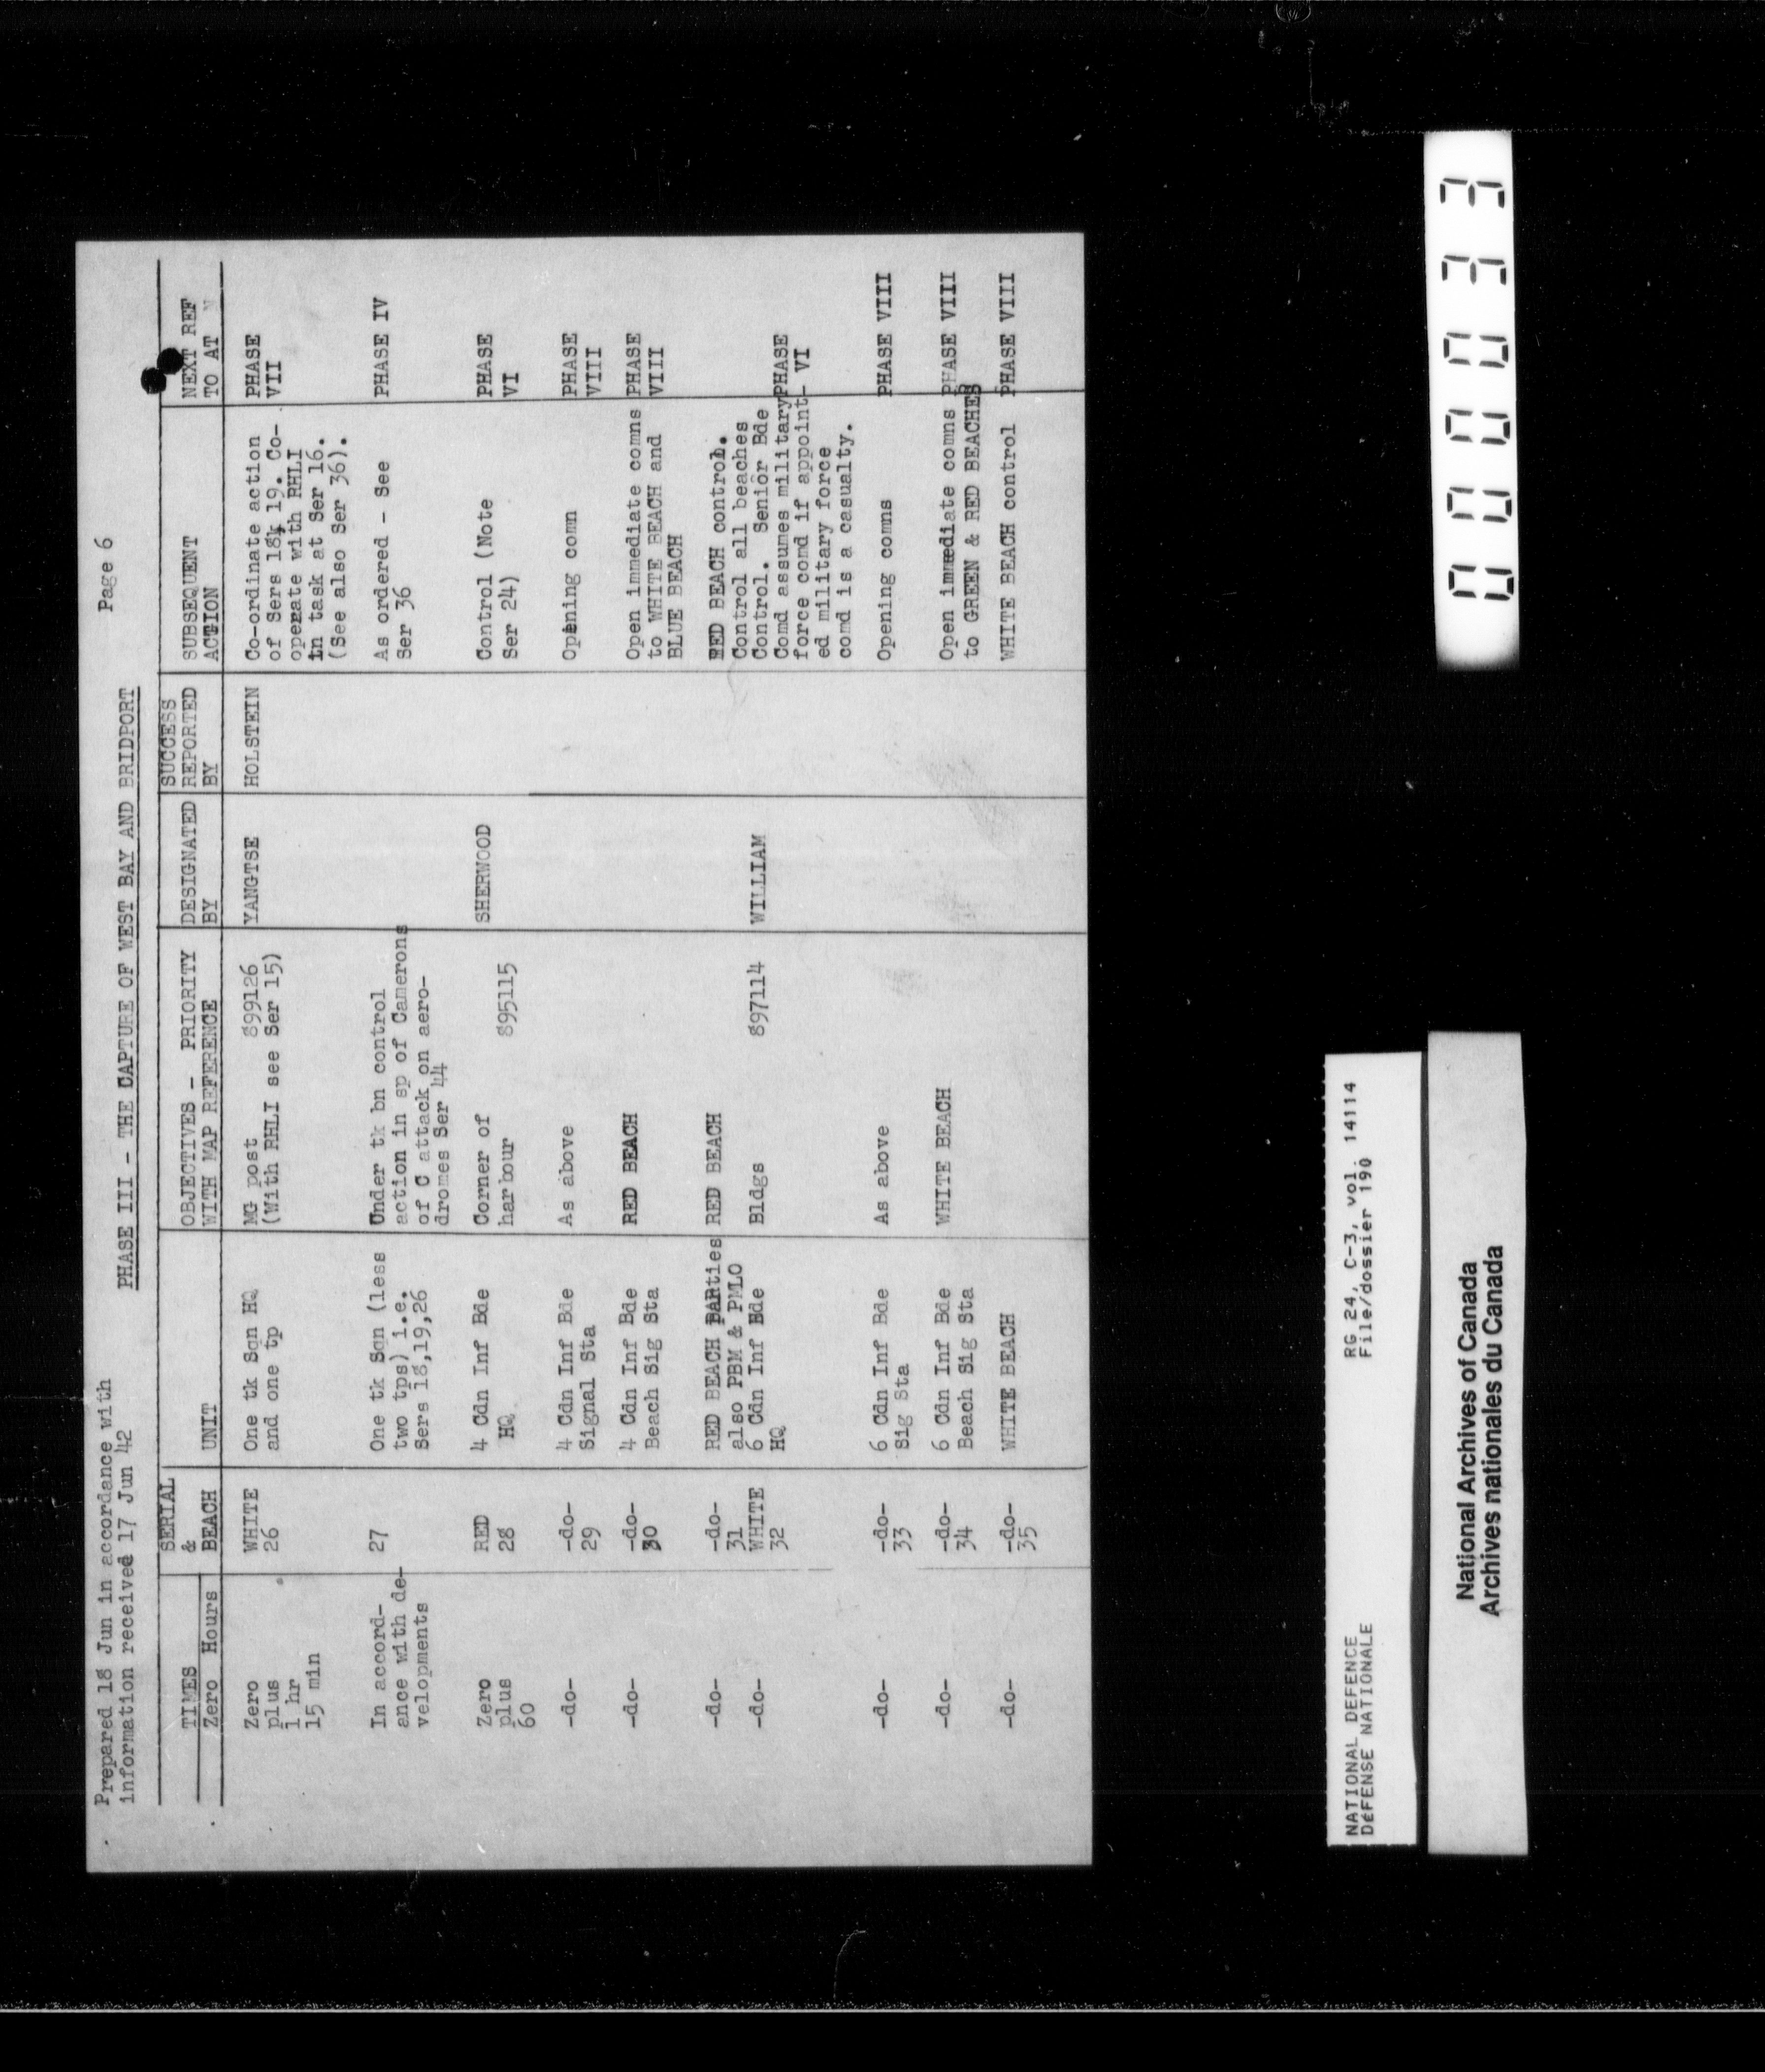 Prepared 18 Jun in accordance with
information received 17 Jun 42
Page 6
PHASE III - THE CAPTURE OF WEST BAY AND BRIDPORT
TIMES
Zero Hours
SERIAL
&
BEACH
UNIT
OBJECTIVES - PRIORITY
WITH MAP REFERENCE
DESIGNATED
BY
SUCCESS
REPORTED
BY
SUBSEQUENT
ACTION
NEXT REF
TO AT
Zero
plus
1 hr
15 min
WHITE
26
One tk Sqn HQ
and one tp
MG post 899126
(With RHLI see Ser 15)
YANGTSE
HOLSTEIN
Co-ordinate action
of Sers 18& 19. Co-
operate with RHLI
in task at Ser 16.
(See also Ser 36).
PHASE
VII
In accord-
ance with de-
velopments
27
One tk Sqn (less
two tps) i.e.
Sers 18,19,26
Under tk bn control
action in sp of Camerons
of C attack on aero-
dromes Ser 44
As ordered - See
Ser 36
PHASE IV
Zero
plus
60
RED
28
4 Cdn Inf Bde
HQ
Corner of
harbour 895115
SHERWOOD
Control (Note
Ser 24)
PHASE
VI
-do-
-do-
29
4 Cdn Inf Bde
Signal Sta
As above
Opening comn
PHASE
VIII
-do-
-do-
30
4 Cdn Inf Bde
Beach Sig Sta
RED BEACH
Open immediate comns
to WHITE BEACH and
BLUE BEACH
PHASE
VIII
-do-
-do-
31
RED BEACH PARties
also PBM & PMLO
RED BEACH
RED BEACH control.
-do-
WHITE
32
6 Cdn Inf Bde
HQ
Bldgs 897114
WILLIAM
Control all beaches
Control. Senior Bde
Comd assumes military
force comd if appoint-
ed military force
comd is a casualty.
PHASE
VI
-do-
-do-
33
6 Cdn Inf Bde
Sig Sta
As above
Opening comns
PHASE VIII
-do-
-do-
34
6 Cdn Inf Bde
Beach Sig Sta
WHITE BEACH
Open immediate comns
to GREEN & RED BEACHES
PHASE VIII
-do-
-do-
35
WHITE BEACH
WHITE BEACH control
PHASE VIII
NATIONAL DEFENCE
DéFENSE NATIONALE
RG 24, C-3, vol. 14114
File/dossier 190
National Archives of Canada
Archives nationales du Canada
000033